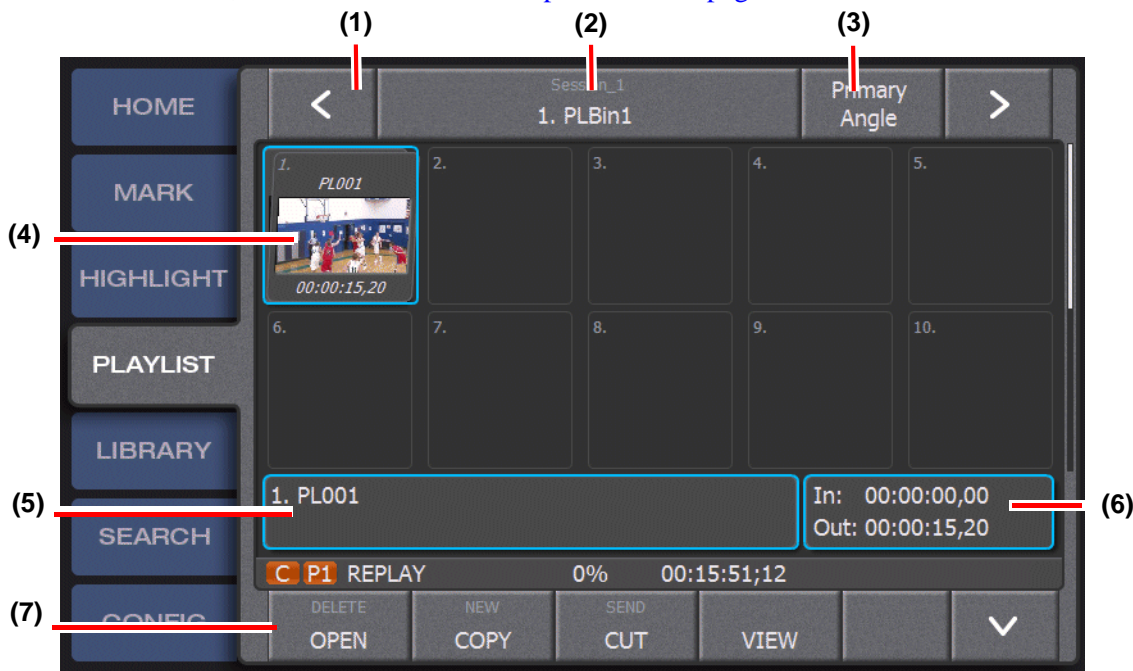 (1) (2) (3)
HOME
MARK
HIGHLIGHT
PLAYLIST
LIBRARY
SEARCH
CONFIG
<
Session_1
1. PLBin1
Primary
Angle
>
1.
PL001
00:00:15,20
2.
3.
4.
5.
6.
7.
8.
9.
10.
(4)
(5)
1. PL001
In: 00:00:00,00
Out: 00:00:15,20
(6)
C P1 REPLAY 0% 00:15:51;12
(7)
DELETE
OPEN
NEW
COPY
SEND
CUT
VIEW